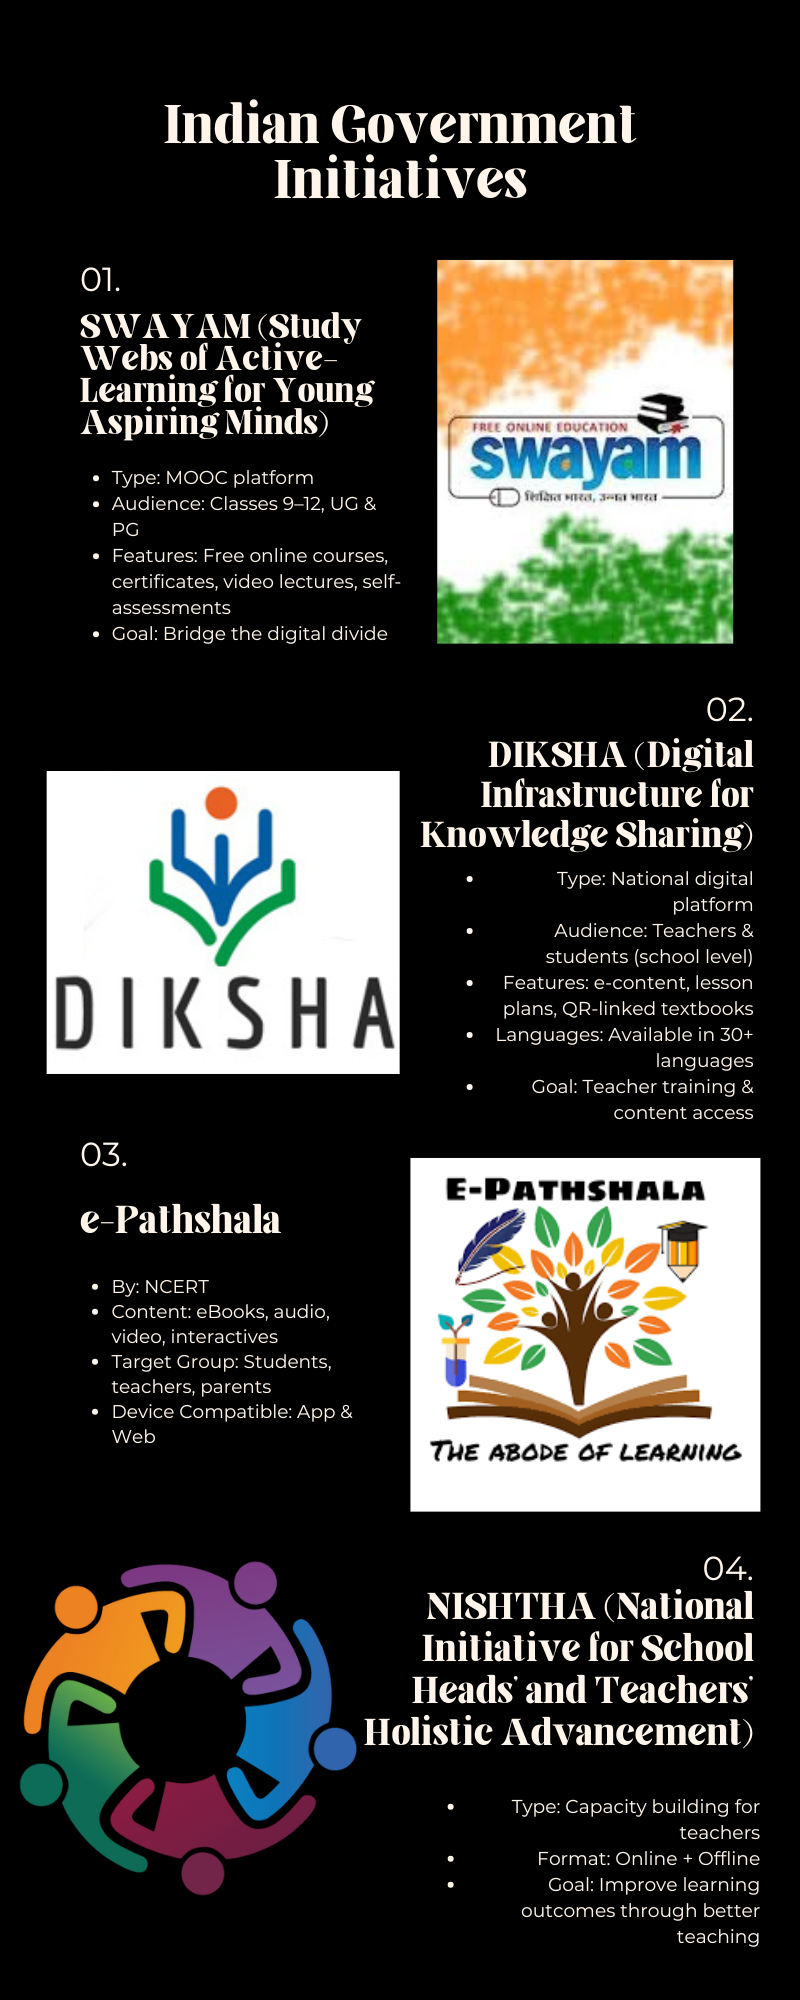 Indian Government
Initiatives
01.
SWAYAM (Study
Webs of Active-
Learning for Young
Aspiring Minds)
• Type: MOOC platform
• Audience: Classes 9–12, UG &
PG
• Features: Free online courses,
certificates, video lectures, self-
assessments
• Goal: Bridge the digital divide
FREE ONLINE EDUCATION
swayam
शिक्षित भारत, उन्नत भारत
02.
DIKSHA (Digital
Infrastructure for
Knowledge Sharing)
• Type: National digital
platform
• Audience: Teachers &
students (school level)
• Features: e-content, lesson
plans, QR-linked textbooks
• Languages: Available in 30+
languages
• Goal: Teacher training &
content access
DIKSHA
03.
e-Pathshala
• By: NCERT
• Content: eBooks, audio,
video, interactives
• Target Group: Students,
teachers, parents
• Device Compatible: App &
Web
E-PATHSHALA
THE ABODE OF LEARNING
04.
NISHTHA (National
Initiative for School
Heads' and Teachers'
Holistic Advancement)
• Type: Capacity building for
teachers
• Format: Online + Offline
• Goal: Improve learning
outcomes through better
teaching